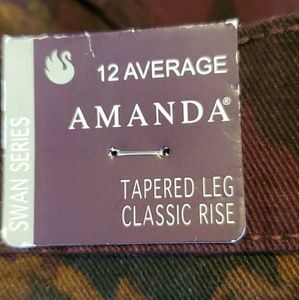 12 AVERAGE
AMANDA®
TAPERED LEG
CLASSIC RISE
SWAN SERIES